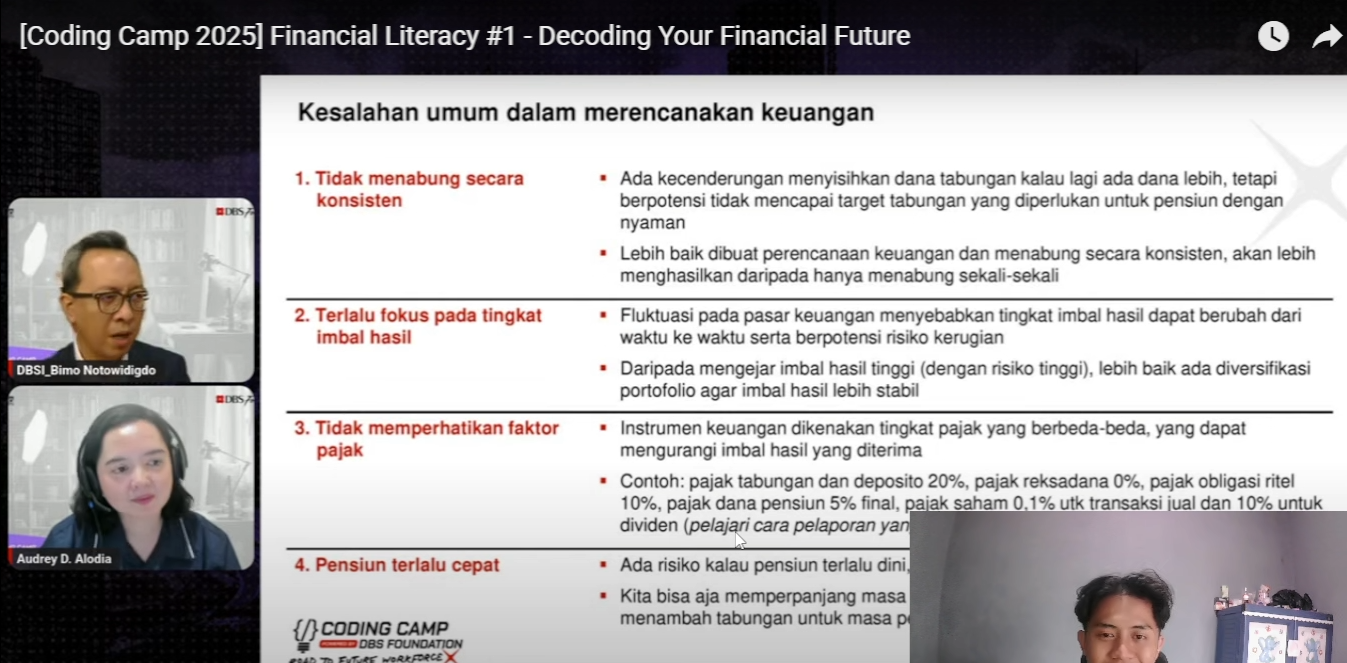 [Coding Camp 2025] Financial Literacy #1 - Decoding Your Financial Future
Kesalahan umum dalam merencanakan keuangan
1. Tidak menabung secara
konsisten
▪ Ada kecenderungan menyisihkan dana tabungan kalau lagi ada dana lebih, tetapi
berpotensi tidak mencapai target tabungan yang diperlukan untuk pensiun dengan
nyaman
▪ Lebih baik dibuat perencanaan keuangan dan menabung secara konsisten, akan lebih
menghasilkan daripada hanya menabung sekali-sekali
2. Terlalu fokus pada tingkat
imbal hasil
▪ Fluktuasi pada pasar keuangan menyebabkan tingkat imbal hasil dapat berubah dari
waktu ke waktu serta berpotensi risiko kerugian
▪ Daripada mengejar imbal hasil tinggi (dengan risiko tinggi), lebih baik ada diversifikasi
portofolio agar imbal hasil lebih stabil
3. Tidak memperhatikan faktor
pajak
▪ Instrumen keuangan dikenakan tingkat pajak yang berbeda-beda, yang dapat
mengurangi imbal hasil yang diterima
▪ Contoh: pajak tabungan dan deposito 20%, pajak reksadana 0%, pajak obligasi ritel
10%, pajak dana pensiun 5% final, pajak saham 0,1% utk transaksi jual dan 10% untuk
dividen (pelajari cara pelaporan yan
4. Pensiun terlalu cepat
▪ Ada risiko kalau pensiun terlalu dini,
▪ Kita bisa aja memperpanjang masa
menambah tabungan untuk masa pe
{/} CODING CAMP
DBS FOUNDATION
ROAD TO FUTURE WORKFORCE X
DBS
DBSI_Bimo Notowidigdo
DBS
Audrey D. Alodia